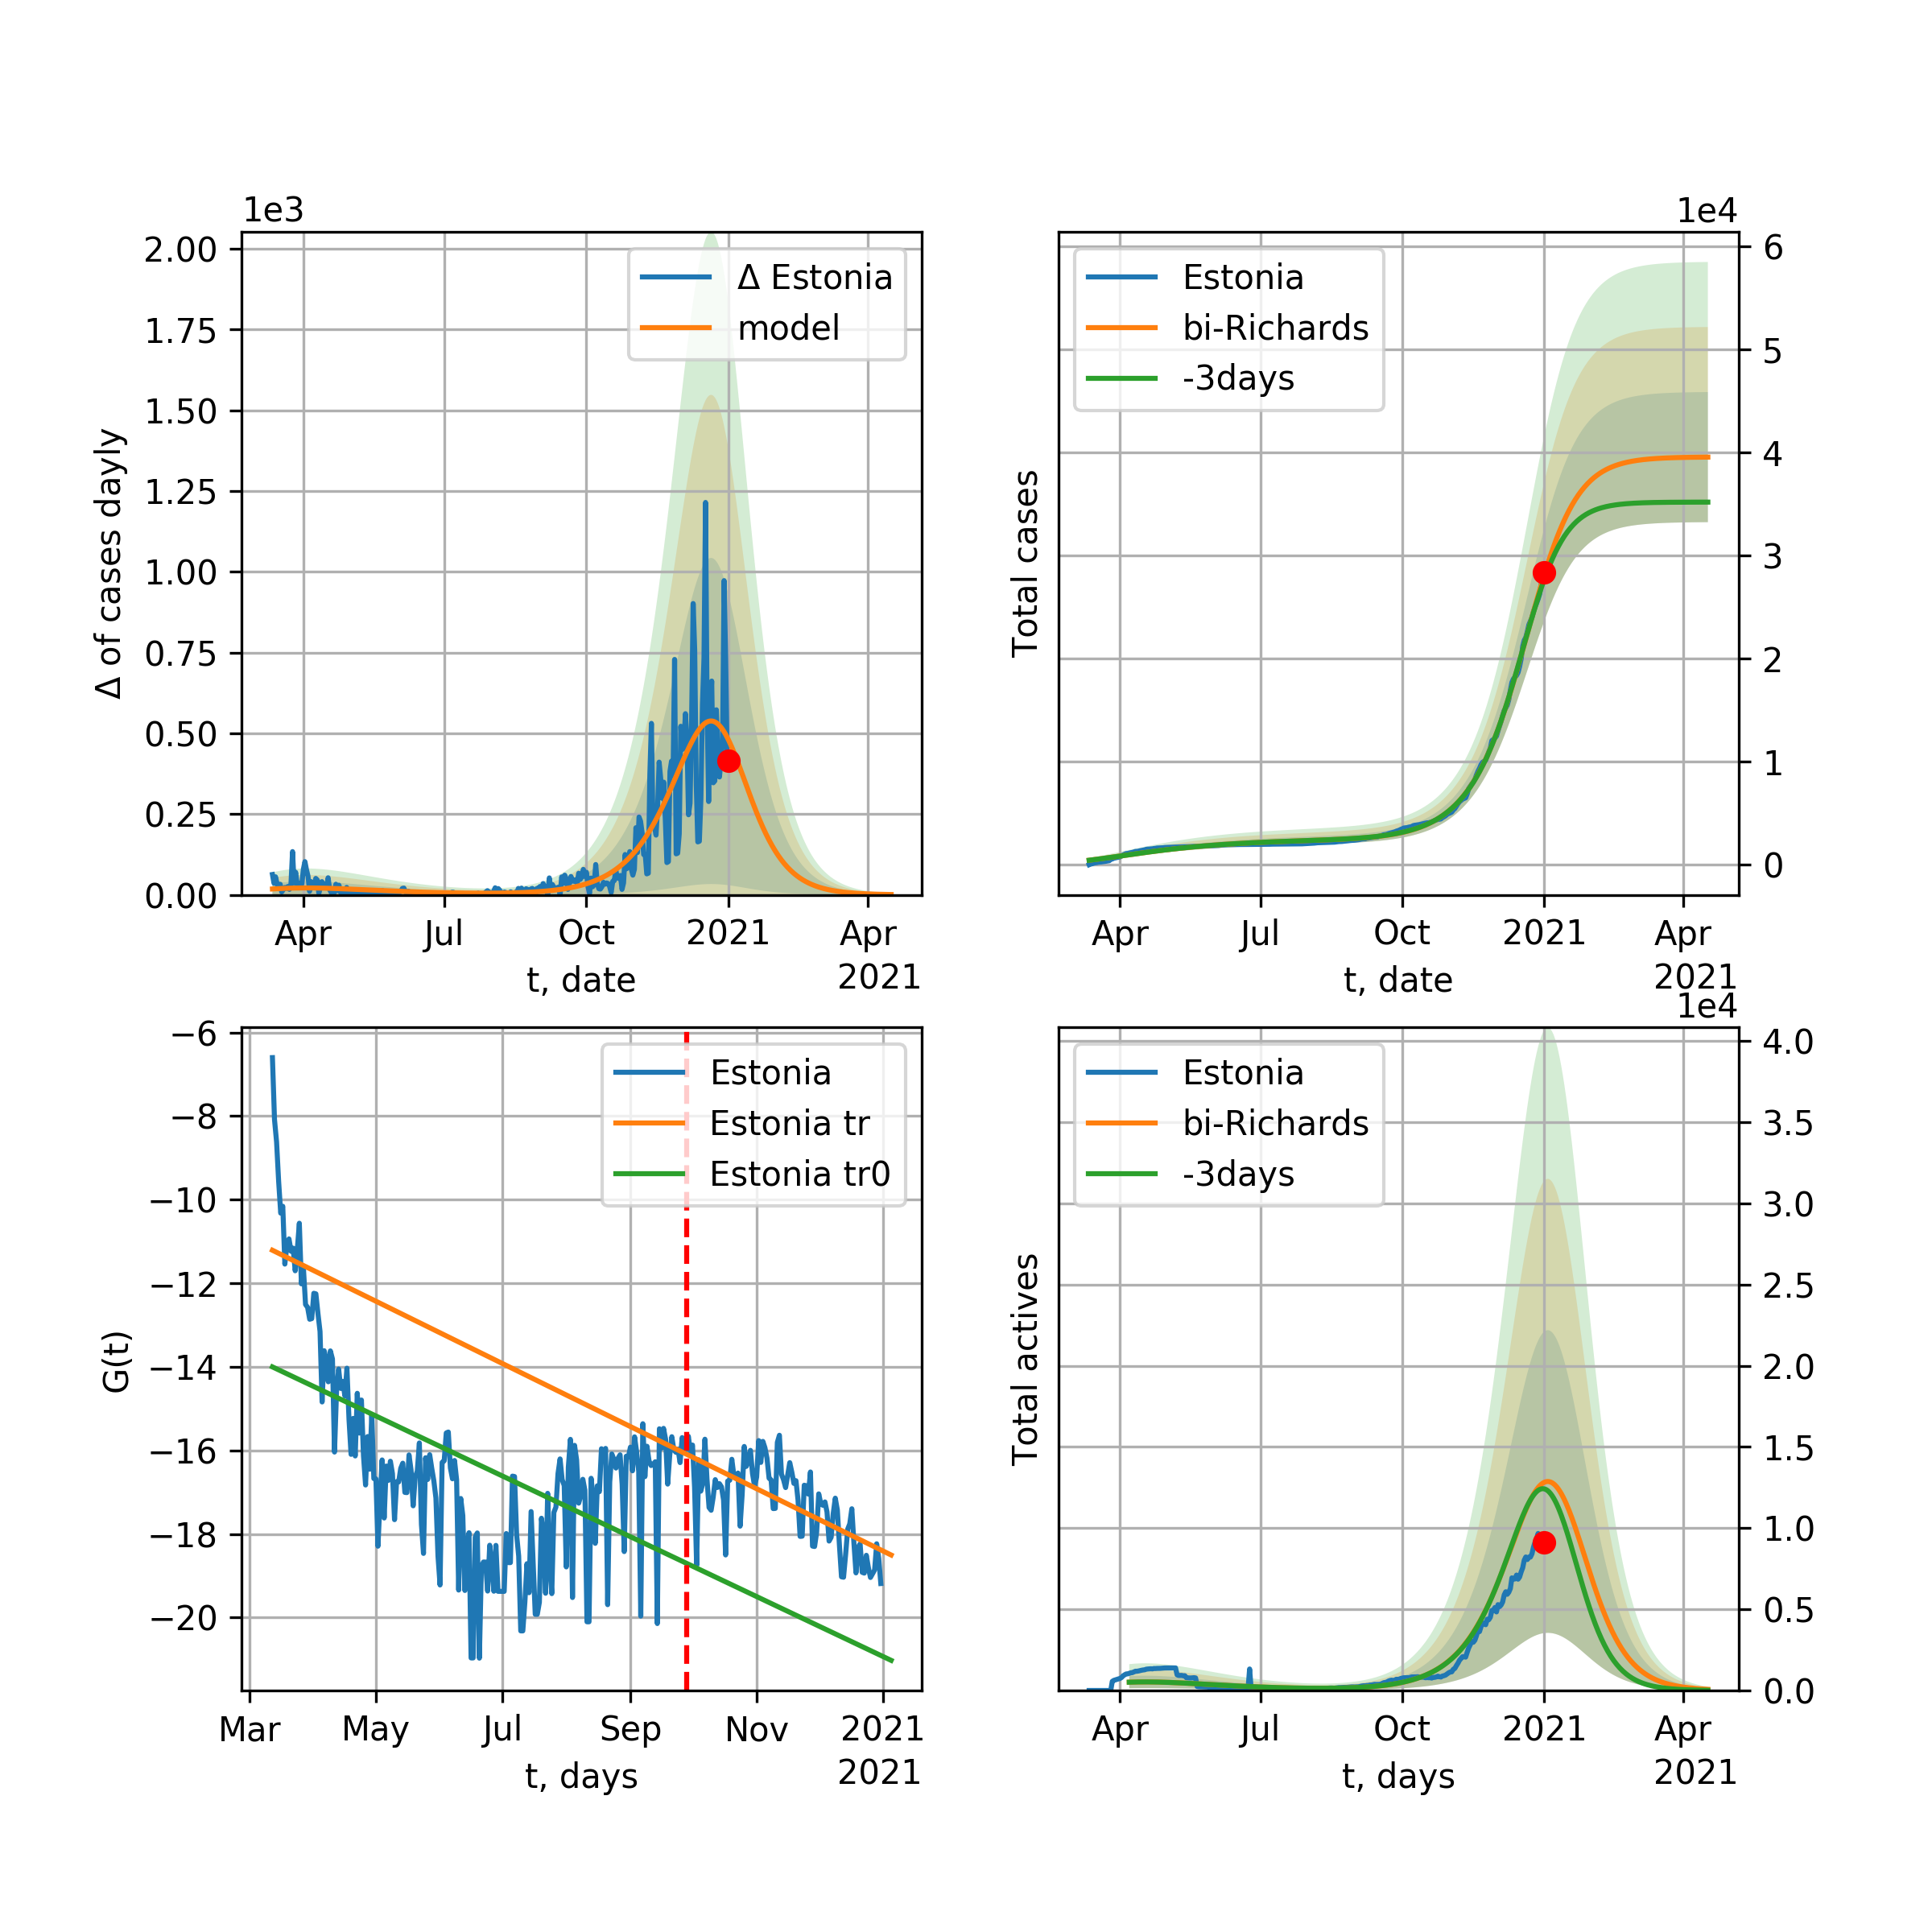 1e3
2.00
1.75
1.50
1.25
1.00
0.75
0.50
0.25
0.00
Δ of cases dayly
Δ Estonia
model
Apr Jul Oct 2021 Apr
2021
t, date
1e4
6
5
4
3
2
1
0
Total cases
Estonia
bi-Richards
-3days
Apr Jul Oct 2021 Apr
2021
t, date
−6
−8
−10
−12
−14
−16
−18
−20
G(t)
Estonia
Estonia tr
Estonia tr0
Mar May Jul Sep Nov 2021
2021
t, days
1e4
4.0
3.5
3.0
2.5
2.0
1.5
1.0
0.5
0.0
Total actives
Estonia
bi-Richards
-3days
Apr Jul Oct 2021 Apr
2021
t, days